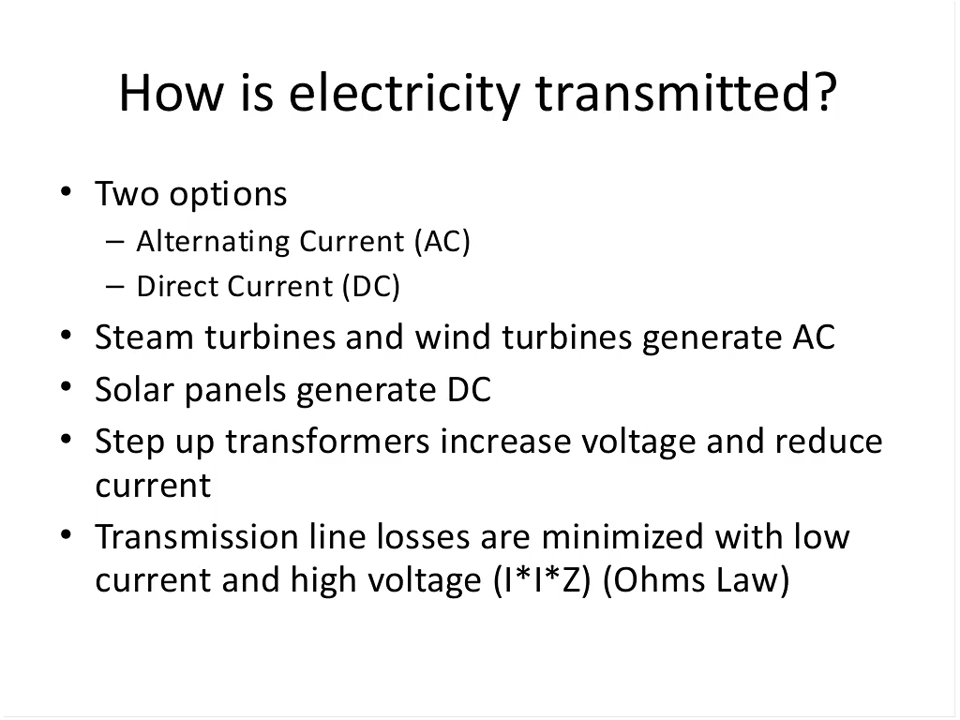 How is electricity transmitted?
• Two options
– Alternating Current (AC)
– Direct Current (DC)
• Steam turbines and wind turbines generate AC
• Solar panels generate DC
• Step up transformers increase voltage and reduce
current
• Transmission line losses are minimized with low
current and high voltage (I*I*Z) (Ohms Law)